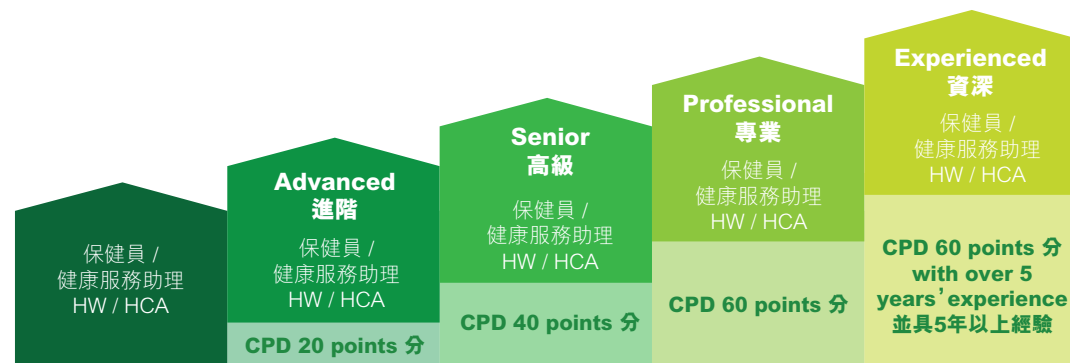 保健員 /
健康服務助理
HW / HCA
Advanced
進階
保健員 /
健康服務助理
HW / HCA
CPD 20 points 分
Senior
高級
保健員 /
健康服務助理
HW / HCA
CPD 40 points 分
Professional
專業
保健員 /
健康服務助理
HW / HCA
CPD 60 points 分
Experienced
資深
保健員 /
健康服務助理
HW / HCA
CPD 60 points 分
with over 5
years’ experience
並具5年以上經驗